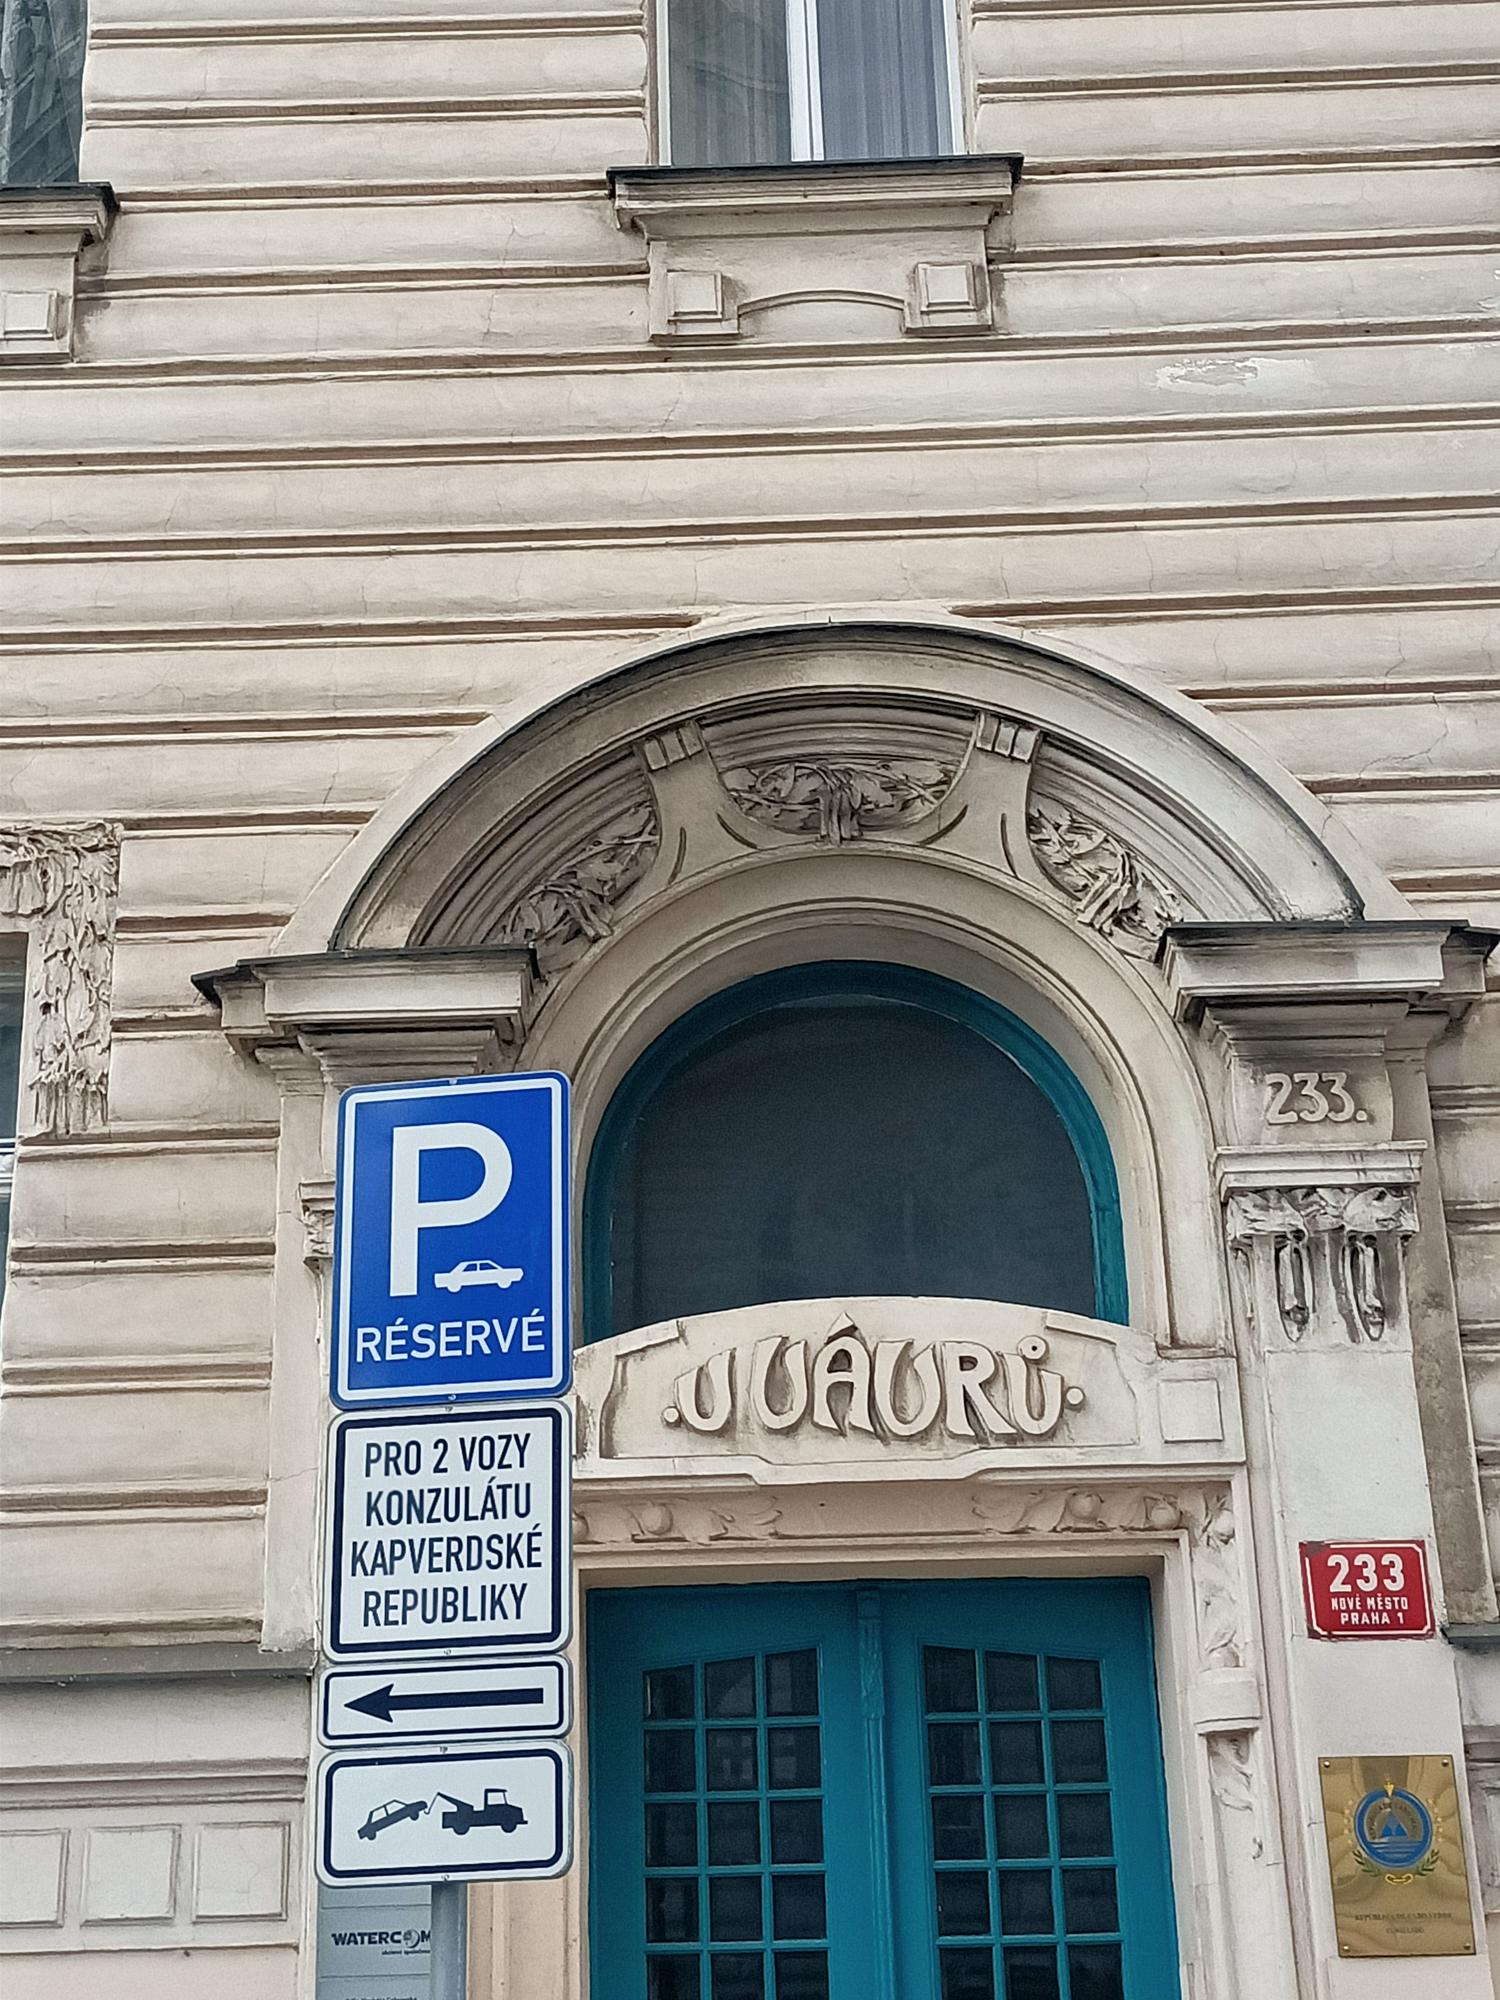 233.
P
RÉSERVÉ
·U VÁVRŮ·
PRO 2 VOZY
KONZULÁTU
KAPVERDSKÉ
REPUBLIKY
233
NOVÉ MĚSTO
PRAHA 1
WATERCOM